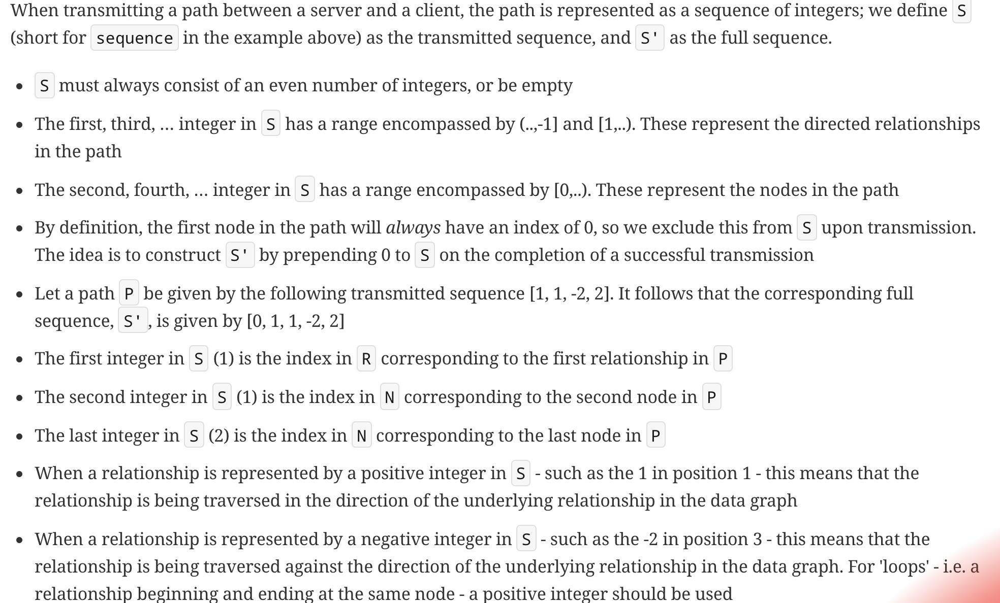 When transmitting a path between a server and a client, the path is represented as a sequence of integers; we define S
(short for sequence in the example above) as the transmitted sequence, and S' as the full sequence.
• S must always consist of an even number of integers, or be empty
• The first, third, … integer in S has a range encompassed by (..,-1] and [1,..). These represent the directed relationships
in the path
• The second, fourth, … integer in S has a range encompassed by [0,..). These represent the nodes in the path
• By definition, the first node in the path will always have an index of 0, so we exclude this from S upon transmission.
The idea is to construct S' by prepending 0 to S on the completion of a successful transmission
• Let a path P be given by the following transmitted sequence [1, 1, -2, 2]. It follows that the corresponding full
sequence, S', is given by [0, 1, 1, -2, 2]
• The first integer in S (1) is the index in R corresponding to the first relationship in P
• The second integer in S (1) is the index in N corresponding to the second node in P
• The last integer in S (2) is the index in N corresponding to the last node in P
• When a relationship is represented by a positive integer in S - such as the 1 in position 1 - this means that the
relationship is being traversed in the direction of the underlying relationship in the data graph
• When a relationship is represented by a negative integer in S - such as the -2 in position 3 - this means that the
relationship is being traversed against the direction of the underlying relationship in the data graph. For 'loops' - i.e. a
relationship beginning and ending at the same node - a positive integer should be used